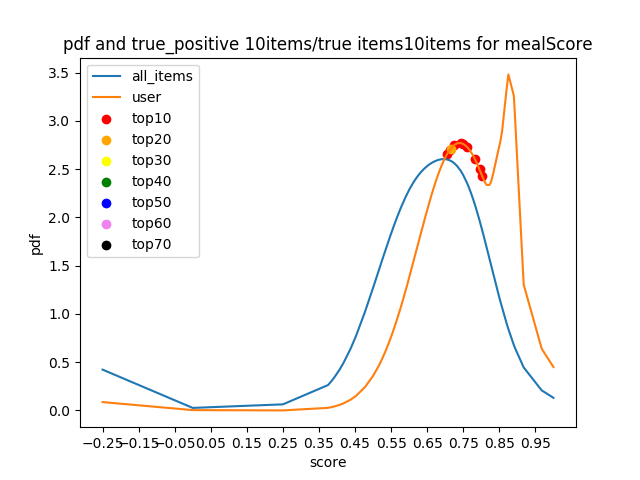 pdf and true_positive 10items/true items10items for mealScore
all_items
user
top10
top20
top30
top40
top50
top60
top70
3.5
3.0
2.5
2.0
1.5
1.0
0.5
0.0
pdf
−0.25−0.15−0.05 0.05 0.15 0.25 0.35 0.45 0.55 0.65 0.75 0.85 0.95
score